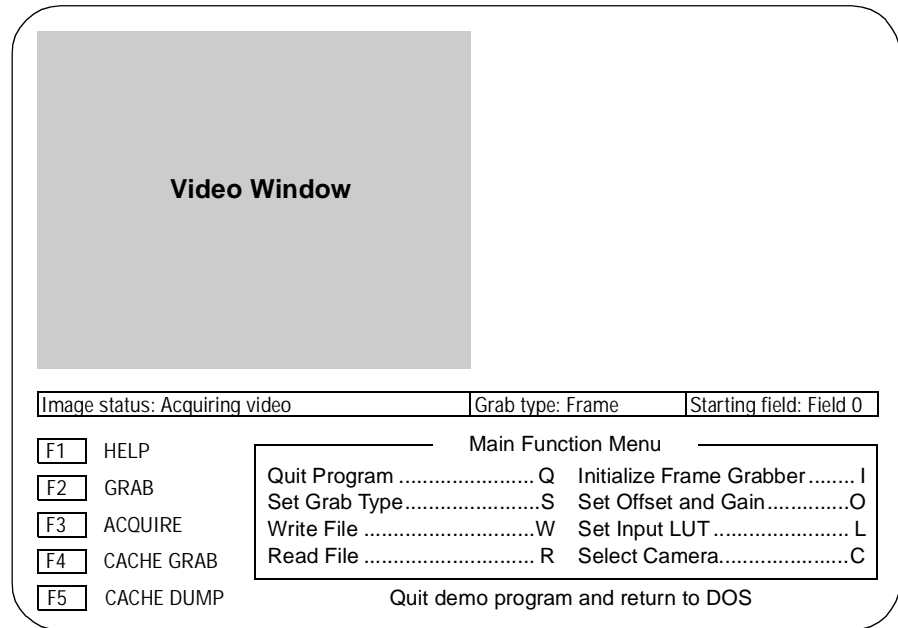 Video Window
Image status: Acquiring video Grab type: Frame Starting field: Field 0
F1 HELP
F2 GRAB
F3 ACQUIRE
F4 CACHE GRAB
F5 CACHE DUMP
Main Function Menu
Quit Program ....................... Q Initialize Frame Grabber ........ I
Set Grab Type.......................S Set Offset and Gain..............O
Write File .............................W Set Input LUT ....................... L
Read File ............................. R Select Camera......................C
Quit demo program and return to DOS